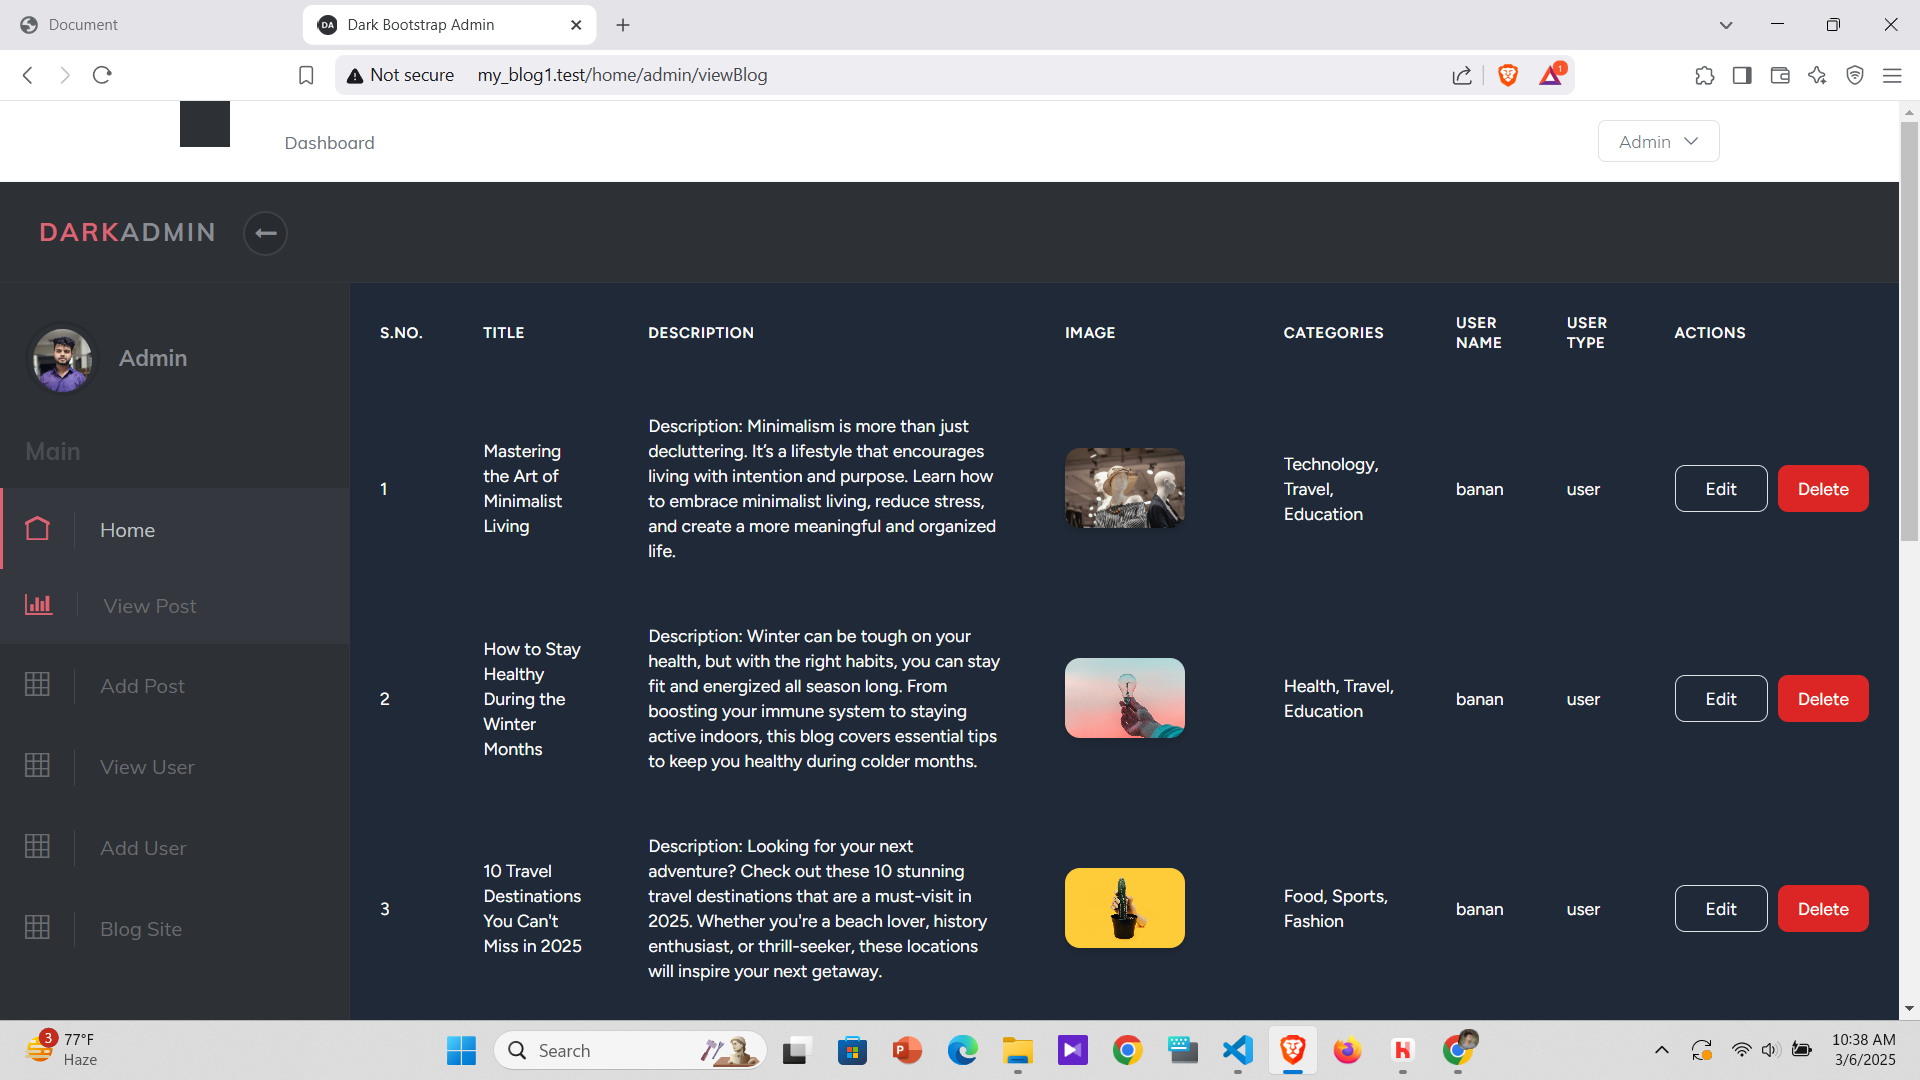 Document
DA Dark Bootstrap Admin
Not secure my_blog1.test/home/admin/viewBlog
1
Dashboard
Admin
DARKADMIN
Admin
Main
Home
View Post
Add Post
View User
Add User
Blog Site
S.NO. TITLE DESCRIPTION IMAGE CATEGORIES USER NAME USER TYPE ACTIONS
1
Mastering
the Art of
Minimalist
Living
Description: Minimalism is more than just
decluttering. It’s a lifestyle that encourages
living with intention and purpose. Learn how
to embrace minimalist living, reduce stress,
and create a more meaningful and organized
life.
Technology,
Travel,
Education
banan
user
Edit
Delete
2
How to Stay
Healthy
During the
Winter
Months
Description: Winter can be tough on your
health, but with the right habits, you can stay
fit and energized all season long. From
boosting your immune system to staying
active indoors, this blog covers essential tips
to keep you healthy during colder months.
Health, Travel,
Education
banan
user
Edit
Delete
3
10 Travel
Destinations
You Can't
Miss in 2025
Description: Looking for your next
adventure? Check out these 10 stunning
travel destinations that are a must-visit in
2025. Whether you're a beach lover, history
enthusiast, or thrill-seeker, these locations
will inspire your next getaway.
Food, Sports,
Fashion
banan
user
Edit
Delete
3
77°F
Haze
Search
P
H
10:38 AM
3/6/2025